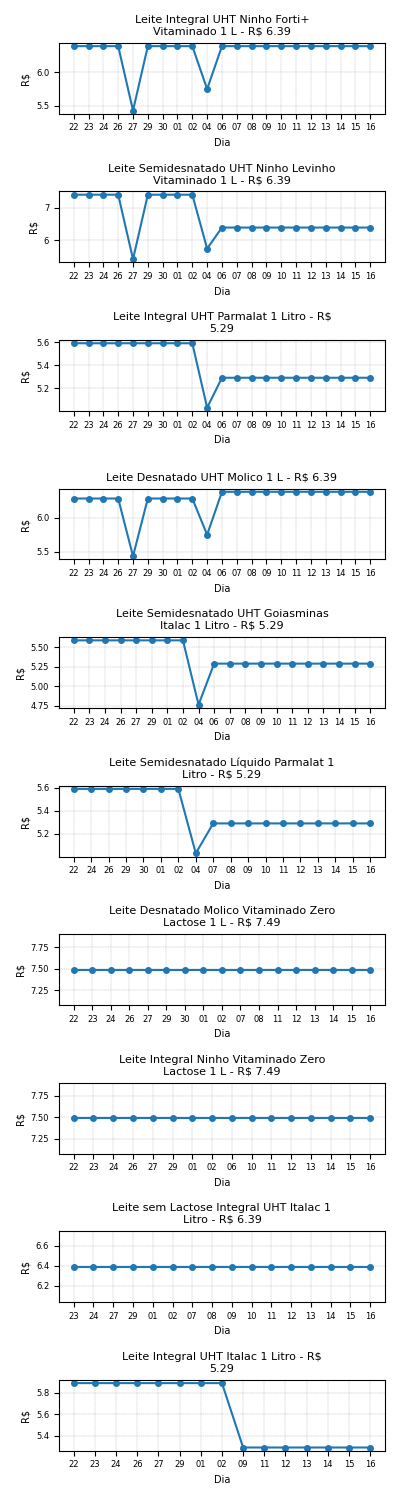 Leite Integral UHT Ninho Forti+
Vitaminado 1 L - R$ 6.39
6.0
5.5
R$
22 23 24 26 27 29 30 01 02 04 06 07 08 09 10 11 12 13 14 15 16
Dia
Leite Semidesnatado UHT Ninho Levinho
Vitaminado 1 L - R$ 6.39
7
6
R$
22 23 24 26 27 29 30 01 02 04 06 07 08 09 10 11 12 13 14 15 16
Dia
Leite Integral UHT Parmalat 1 Litro - R$
5.29
5.6
5.4
5.2
R$
22 23 24 26 27 29 30 01 02 04 06 07 08 09 10 11 12 13 14 15 16
Dia
Leite Desnatado UHT Molico 1 L - R$ 6.39
6.0
5.5
R$
22 23 24 26 27 29 30 01 02 04 06 07 08 09 10 11 12 13 14 15 16
Dia
Leite Semidesnatado UHT Goiasminas
Italac 1 Litro - R$ 5.29
5.50
5.25
5.00
4.75
R$
22 23 24 26 27 29 01 02 04 06 07 08 09 10 11 12 13 14 15 16
Dia
Leite Semidesnatado Líquido Parmalat 1
Litro - R$ 5.29
5.6
5.4
5.2
R$
22 24 26 29 30 01 02 04 07 08 10 11 12 13 14 15 16
Dia
Leite Desnatado Molico Vitaminado Zero
Lactose 1 L - R$ 7.49
7.75
7.50
7.25
R$
22 23 24 26 27 29 30 01 02 07 08 11 12 13 14 15 16
Dia
Leite Integral Ninho Vitaminado Zero
Lactose 1 L - R$ 7.49
7.75
7.50
7.25
R$
22 23 24 26 27 29 01 02 06 10 11 12 13 14 15 16
Dia
Leite sem Lactose Integral UHT Italac 1
Litro - R$ 6.39
6.6
6.4
6.2
R$
23 24 27 29 01 02 07 08 09 10 11 12 13 14 15 16
Dia
Leite Integral UHT Italac 1 Litro - R$
5.29
5.8
5.6
5.4
R$
22 23 24 26 27 29 01 02 09 11 12 13 14 15 16
Dia